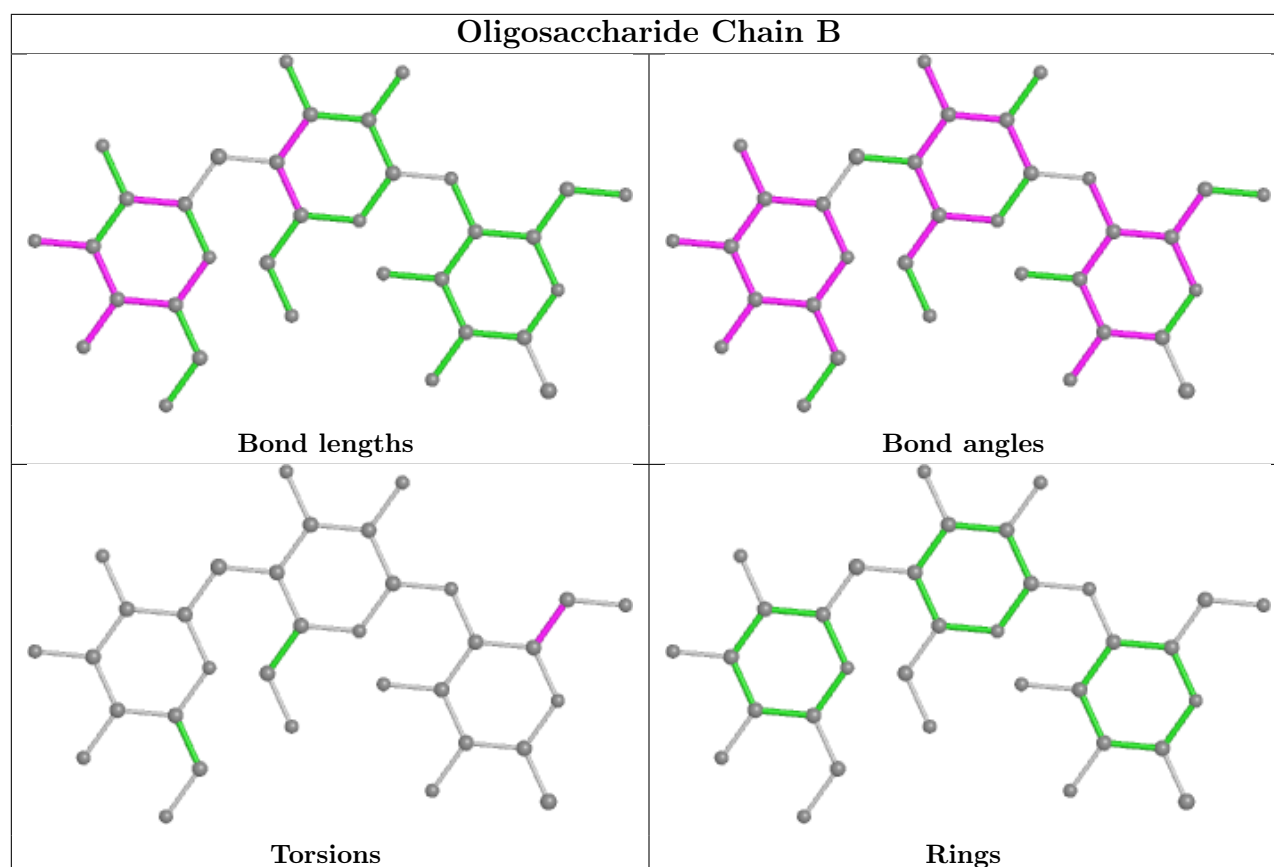 Oligosaccharide Chain B
Bond lengths
Bond angles
Torsions
Rings